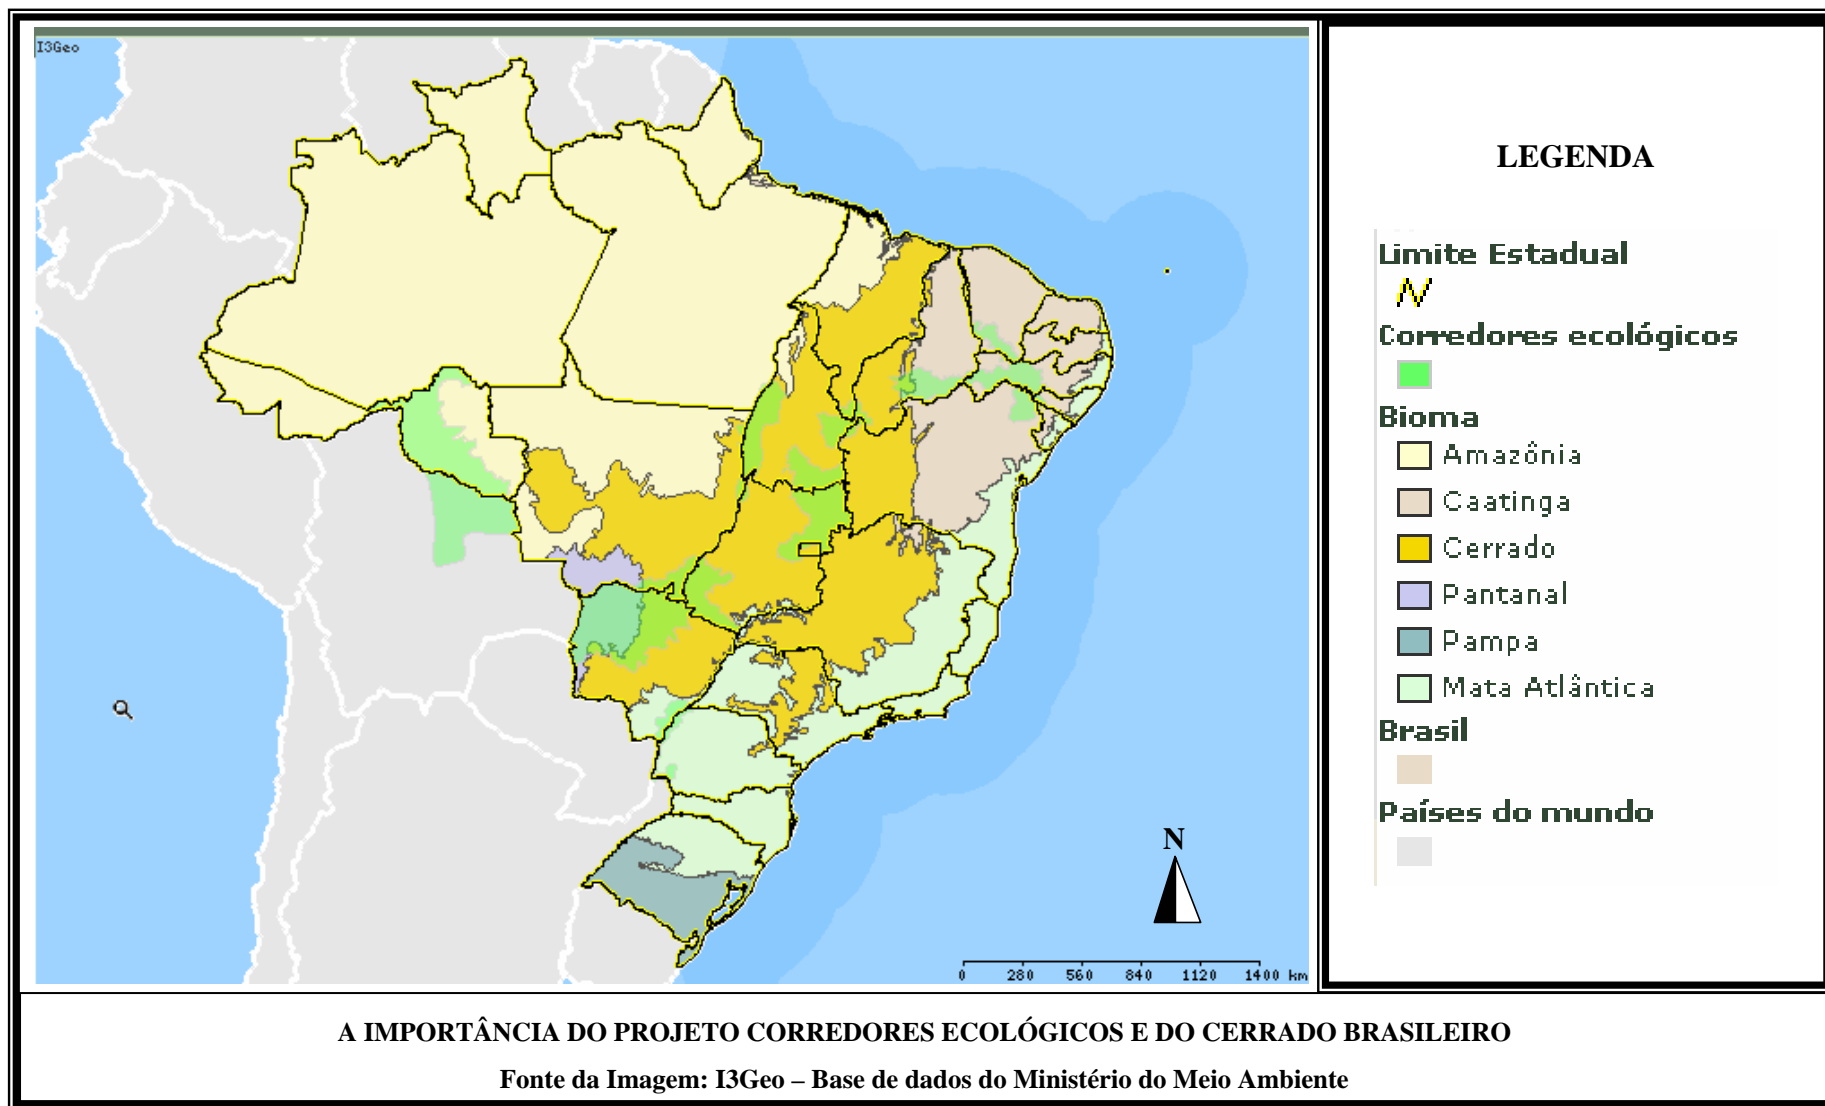 I3Geo
N
0 280 560 840 1120 1400 km
LEGENDA
Limite Estadual
Corredores ecológicos
Bioma
Amazônia
Caatinga
Cerrado
Pantanal
Pampa
Mata Atlântica
Brasil
Países do mundo
A IMPORTÂNCIA DO PROJETO CORREDORES ECOLÓGICOS E DO CERRADO BRASILEIRO
Fonte da Imagem: I3Geo – Base de dados do Ministério do Meio Ambiente